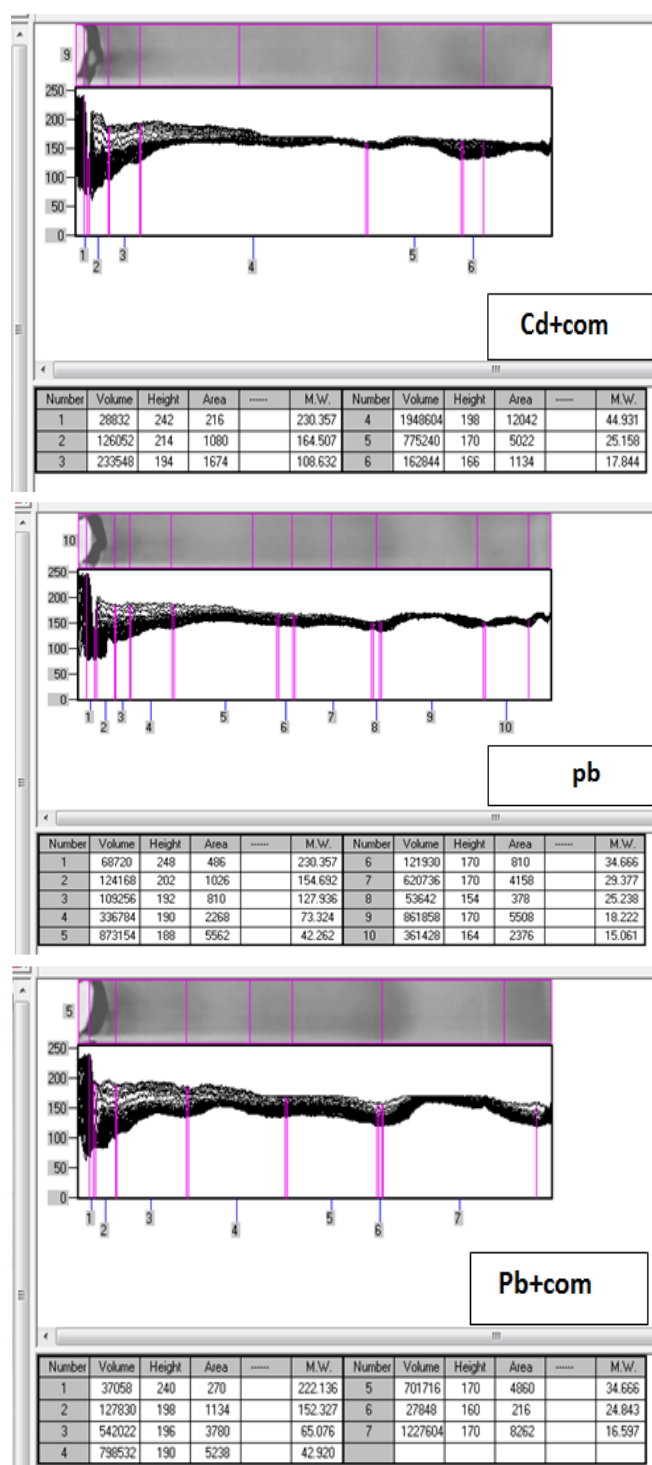 9
250
200
150
100
50
0
1 2 3 4 5 6
Cd+com
Number Volume Height Area ------ M.W. Number Volume Height Area ------ M.W.
1 28832 242 216 230.357 4 1948604 198 12042 44.931
2 126052 214 1080 164.507 5 775240 170 5022 25.158
3 233548 194 1674 108.632 6 162844 166 1134 17.844
10
250
200
150
100
50
0
1 2 3 4 5 6 7 8 9 10
pb
Number Volume Height Area ------ M.W. Number Volume Height Area ------ M.W.
1 68720 248 486 230.357 6 121930 170 810 34.666
2 124168 202 1026 154.692 7 620736 170 4158 29.377
3 109256 192 810 127.936 8 53642 154 378 25.238
4 336784 190 2268 73.324 9 861858 170 5508 18.222
5 873154 188 5562 42.262 10 361428 164 2376 15.061
5
250
200
150
100
50
0
1 2 3 4 5 6 7
Pb+com
Number Volume Height Area ------ M.W. Number Volume Height Area ------ M.W.
1 37058 240 270 222.136 5 701716 170 4860 34.666
2 127830 198 1134 152.327 6 27848 160 216 24.843
3 542022 196 3780 65.076 7 1227604 170 8262 16.597
4 798532 190 5238 42.920